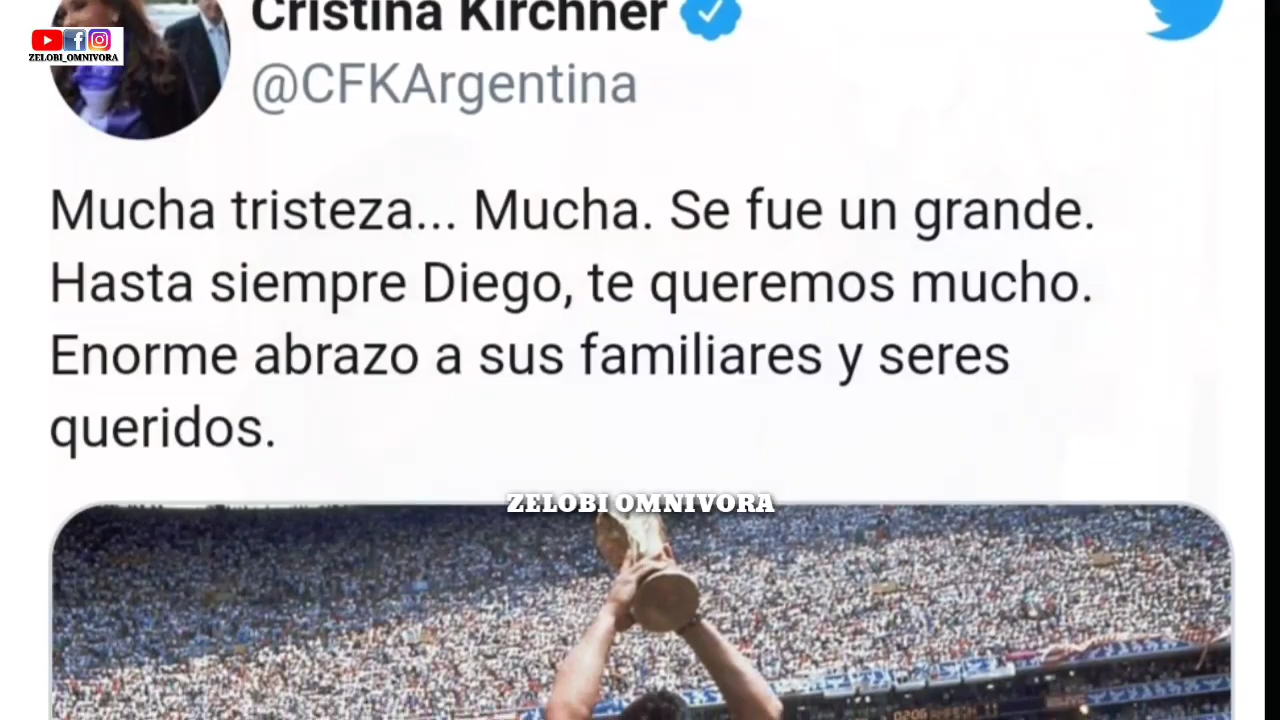 Cristina Kirchner
ZELOBI_OMNIVORA
@CFKArgentina
Mucha tristeza... Mucha. Se fue un grande.
Hasta siempre Diego, te queremos mucho.
Enorme abrazo a sus familiares y seres
queridos.
ZELOBI OMNIVORA